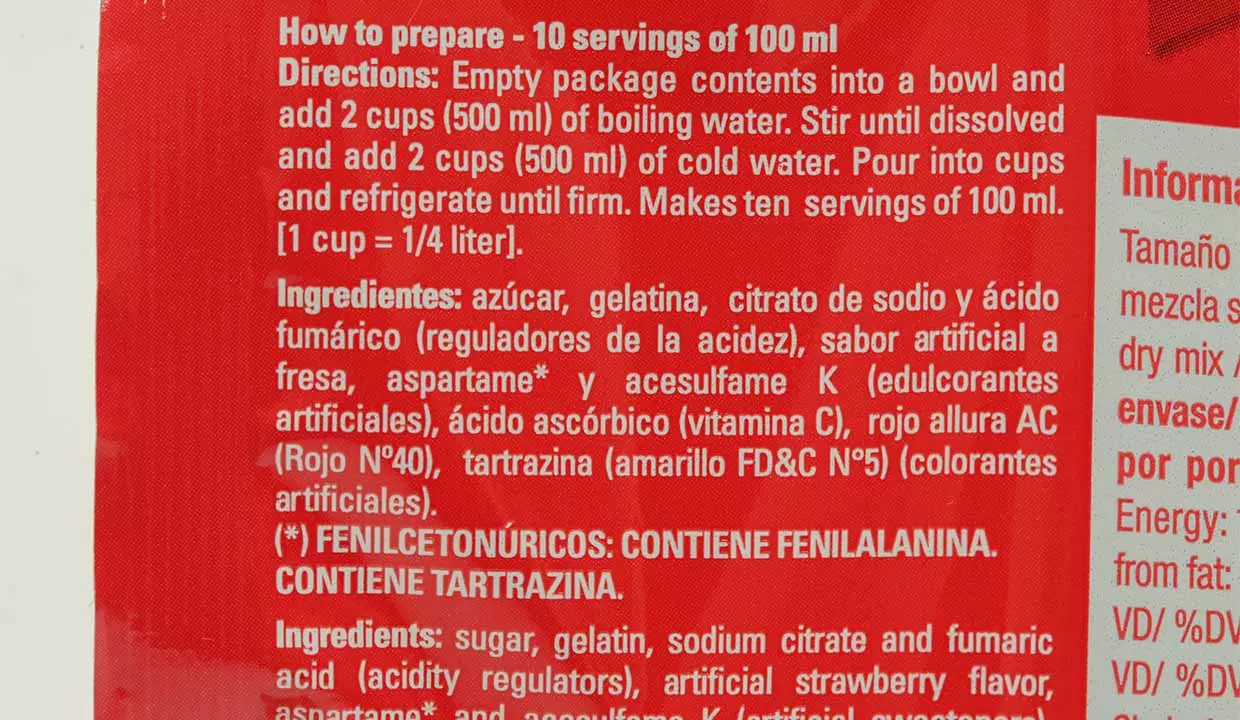 How to prepare - 10 servings of 100 ml
Directions: Empty package contents into a bowl and
add 2 cups (500 ml) of boiling water. Stir until dissolved
and add 2 cups (500 ml) of cold water. Pour into cups
and refrigerate until firm. Makes ten servings of 100 ml.
[1 cup = 1/4 liter].
Ingredientes: azúcar, gelatina, citrato de sodio y ácido
fumárico (reguladores de la acidez), sabor artificial a
fresa, aspartame* y acesulfame K (edulcorantes
artificiales), ácido ascórbico (vitamina C), rojo allura AC
(Rojo Nº40), tartrazina (amarillo FD&C Nº5) (colorantes
artificiales).
(*) FENILCETONÚRICOS: CONTIENE FENILALANINA.
CONTIENE TARTRAZINA.
Ingredients: sugar, gelatin, sodium citrate and fumaric
acid (acidity regulators), artificial strawberry flavor,
aspartame* and acesulfame K (artificial sweeteners),
Informa
Tamaño
mezcla s
dry mix /
envase/
por por
Energy:
from fat:
VD/ %DV
VD/ %DV